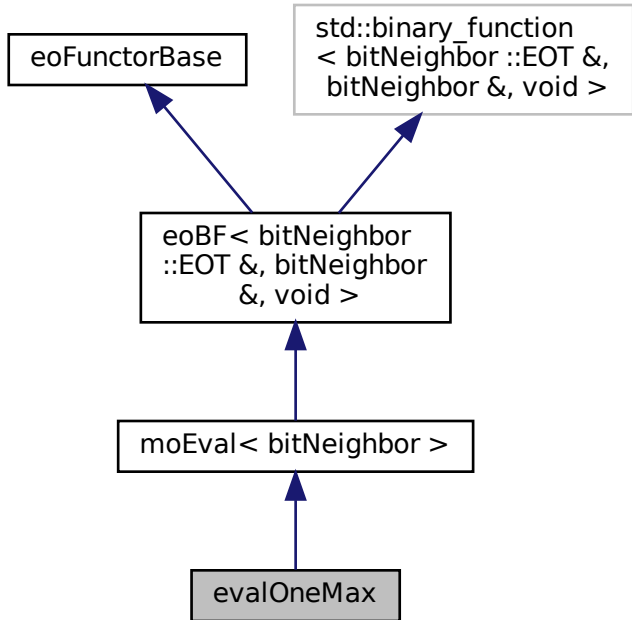 eoFunctorBase
std::binary_function
< bitNeighbor ::EOT &,
bitNeighbor &, void >
eoBF< bitNeighbor
::EOT &, bitNeighbor
&, void >
moEval< bitNeighbor >
evalOneMax